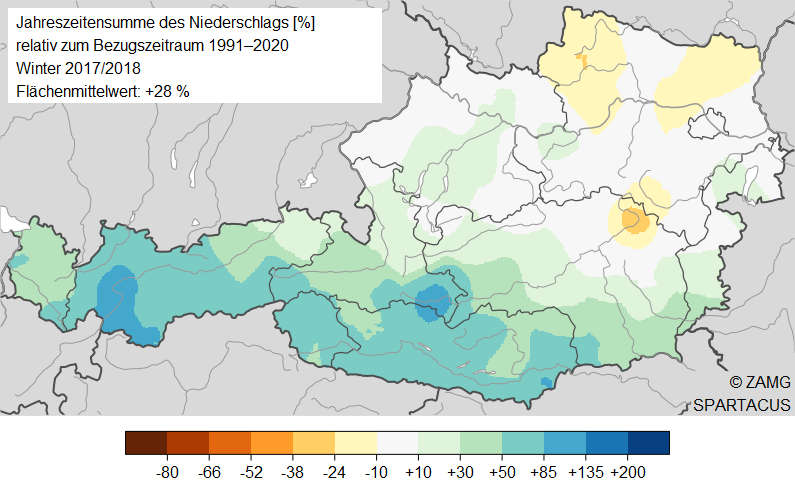 Jahreszeitensumme des Niederschlags [%]
relativ zum Bezugszeitraum 1991–2020
Winter 2017/2018
Flächenmittelwert: +28 %
© ZAMG
SPARTACUS
-80 -66 -52 -38 -24 -10 +10 +30 +50 +85 +135 +200